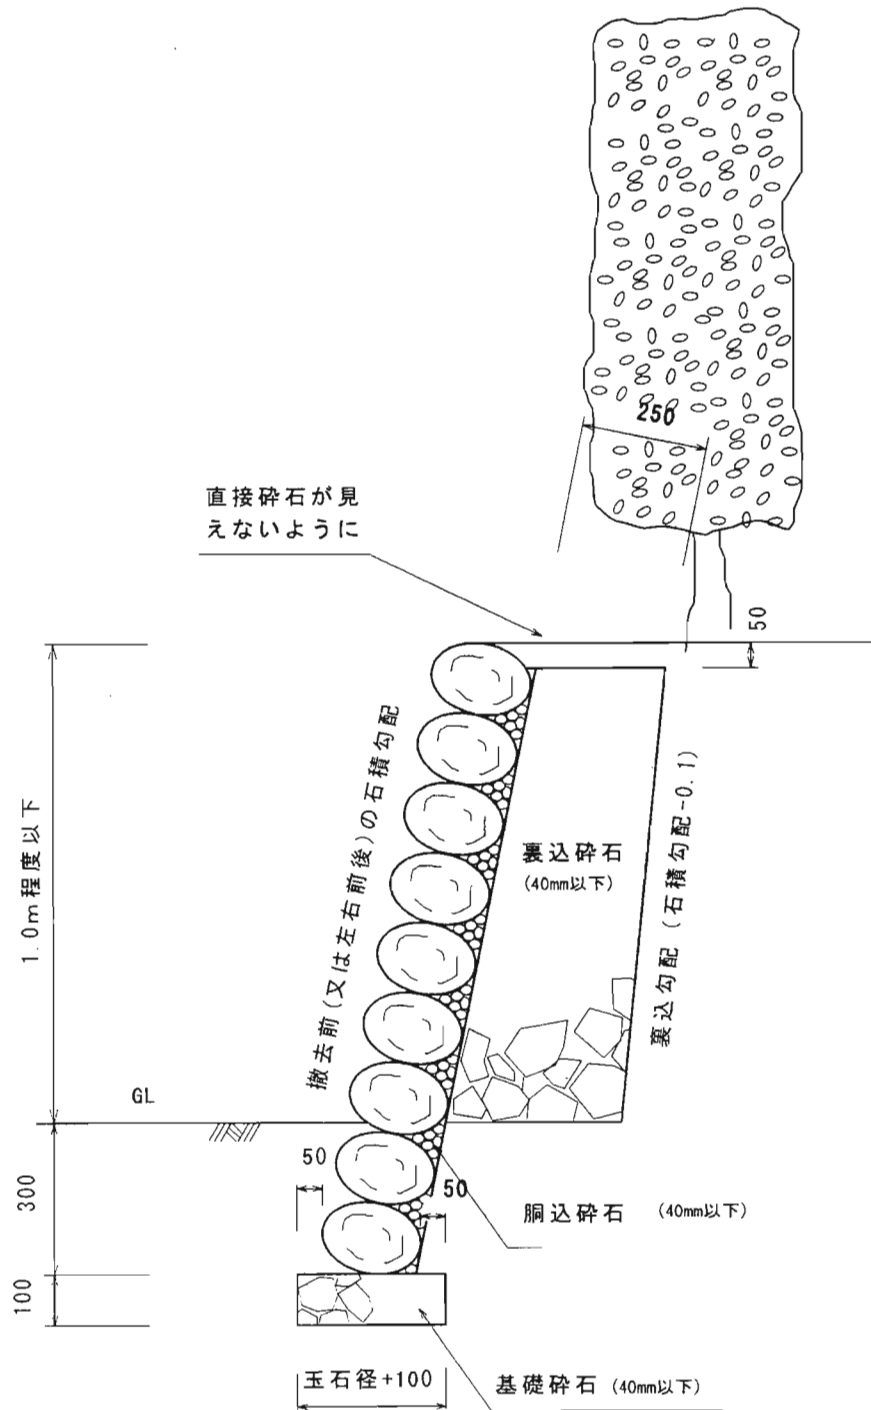 250
直接砕石が見
えないように
50
1.0m程度以下
撤去前(又は左右前後)の石積勾配
裏込砕石
(40mm以下)
裏込勾配(石積勾配-0.1)
GL
50
50
300
胴込砕石 (40mm以下)
100
玉石径+100
基礎砕石 (40mm以下)